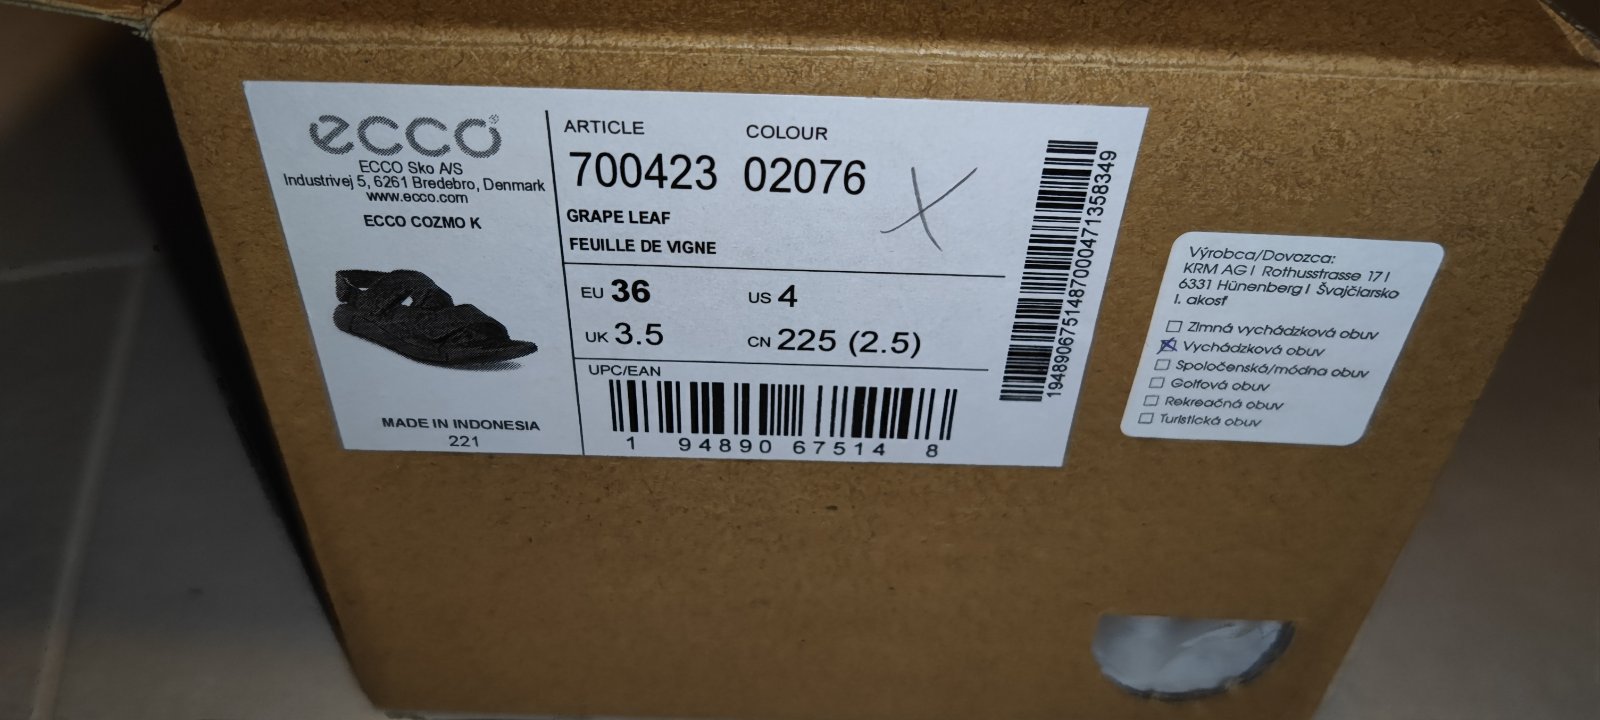 ecco
ECCO Sko A/S
Industrivej 5, 6261 Bredebro, Denmark
www.ecco.com
ECCO COZMO K
MADE IN INDONESIA
221
ARTICLE COLOUR
700423 02076
GRAPE LEAF
FEUILLE DE VIGNE
EU 36 US 4
UK 3.5 CN 225 (2.5)
UPC/EAN
1 94890 67514 8
1948906751487000471358349
Výrobca/Dovozca:
KRM AG | Rothusstrasse 17 |
6331 Hünenberg | Švajčiarsko
I. akosť
Zimná vychádzková obuv
Vychádzková obuv
Spoločenská/módna obuv
Golfová obuv
Rekreačná obuv
Turistická obuv